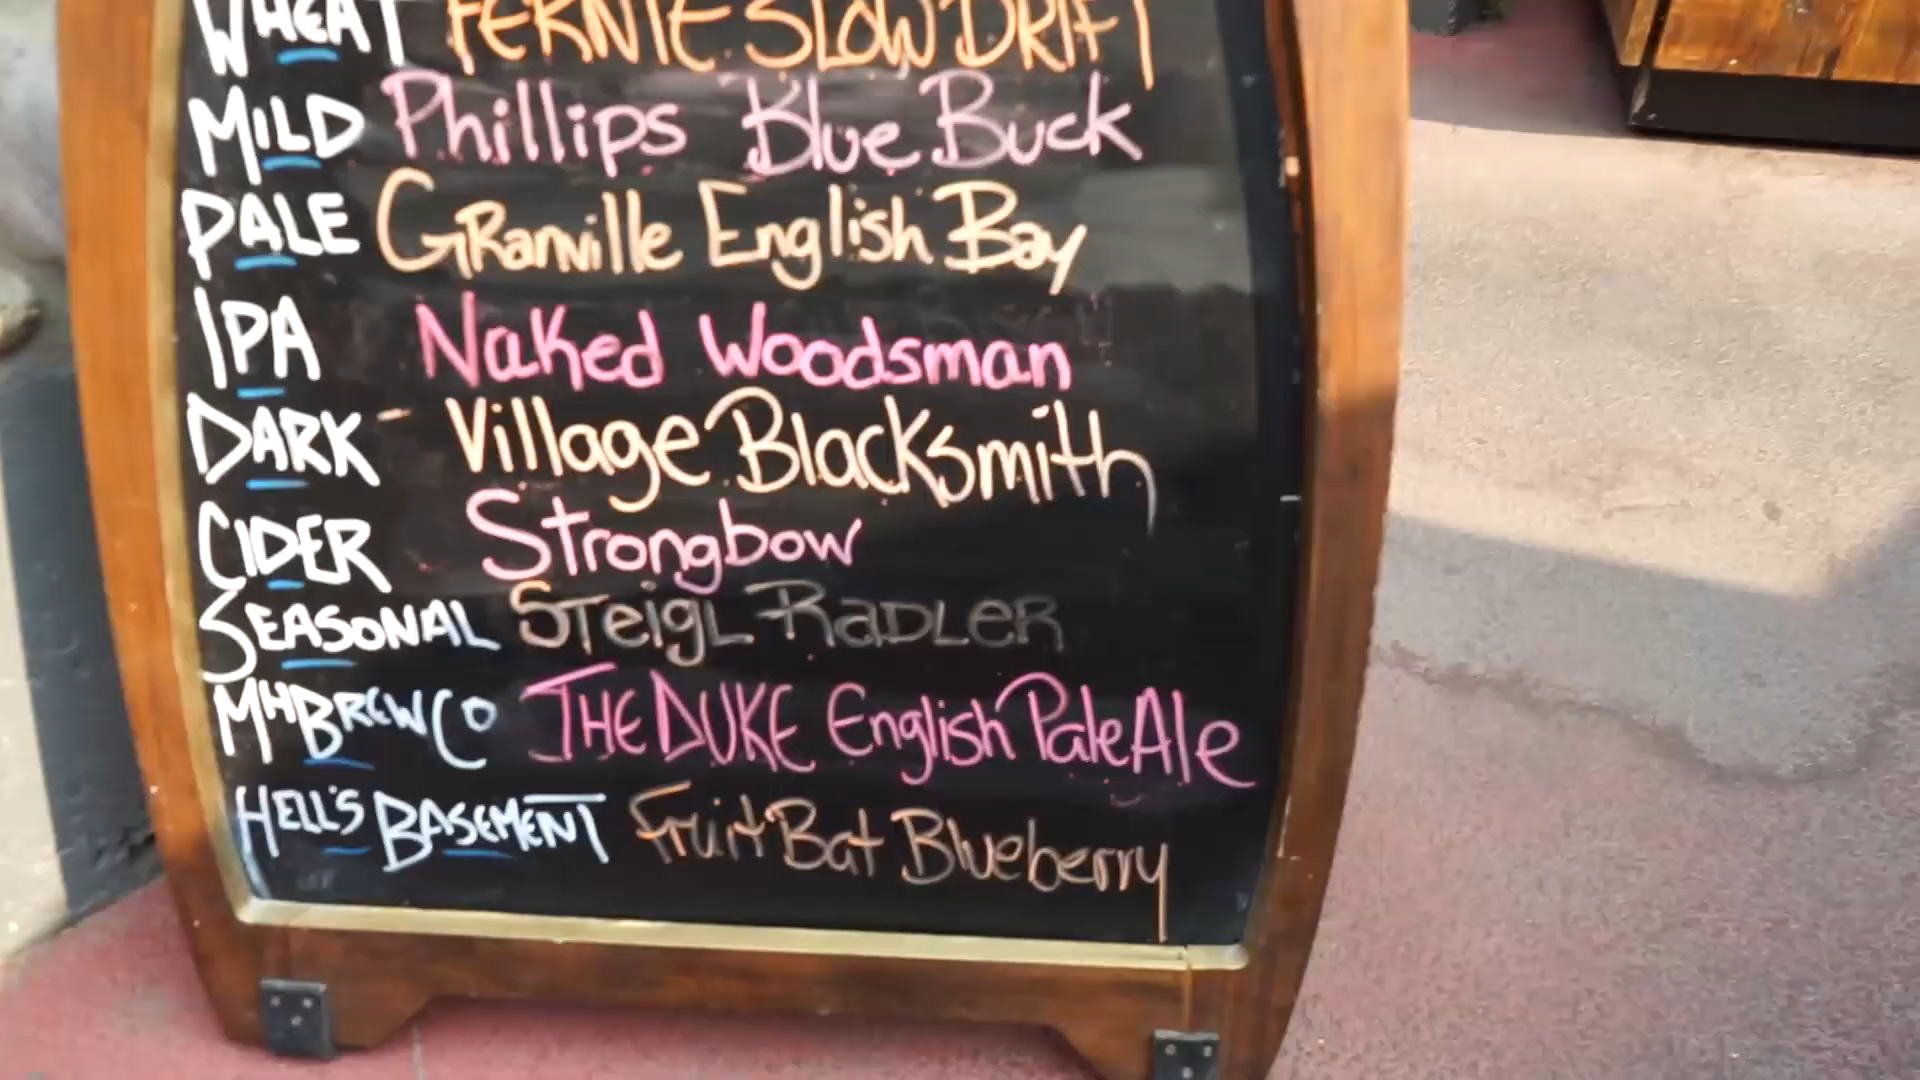 WHEAT FERNIE SLOW DRIFT
MILD Phillips Blue Buck
PALE GRanville English Bay
IPA Naked Woodsman
DARK - Village Blacksmith
CIDER Strongbow
SEASONAL STeigL RaDLeR
MHBREWCO THE DUKE English Pale Ale
HELL'S BASEMENT Fruit Bat Blueberry